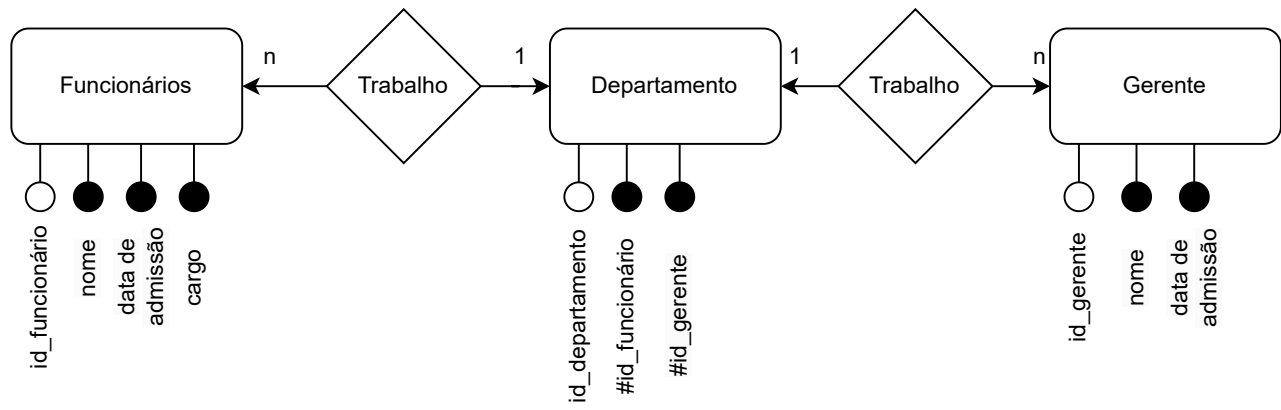 Funcionários
n
Trabalho
1
Departamento
1
Trabalho
n
Gerente
id_funcionário
nome
data de
admissão
cargo
id_departamento
#id_funcionário
#id_gerente
id_gerente
nome
data de
admissão